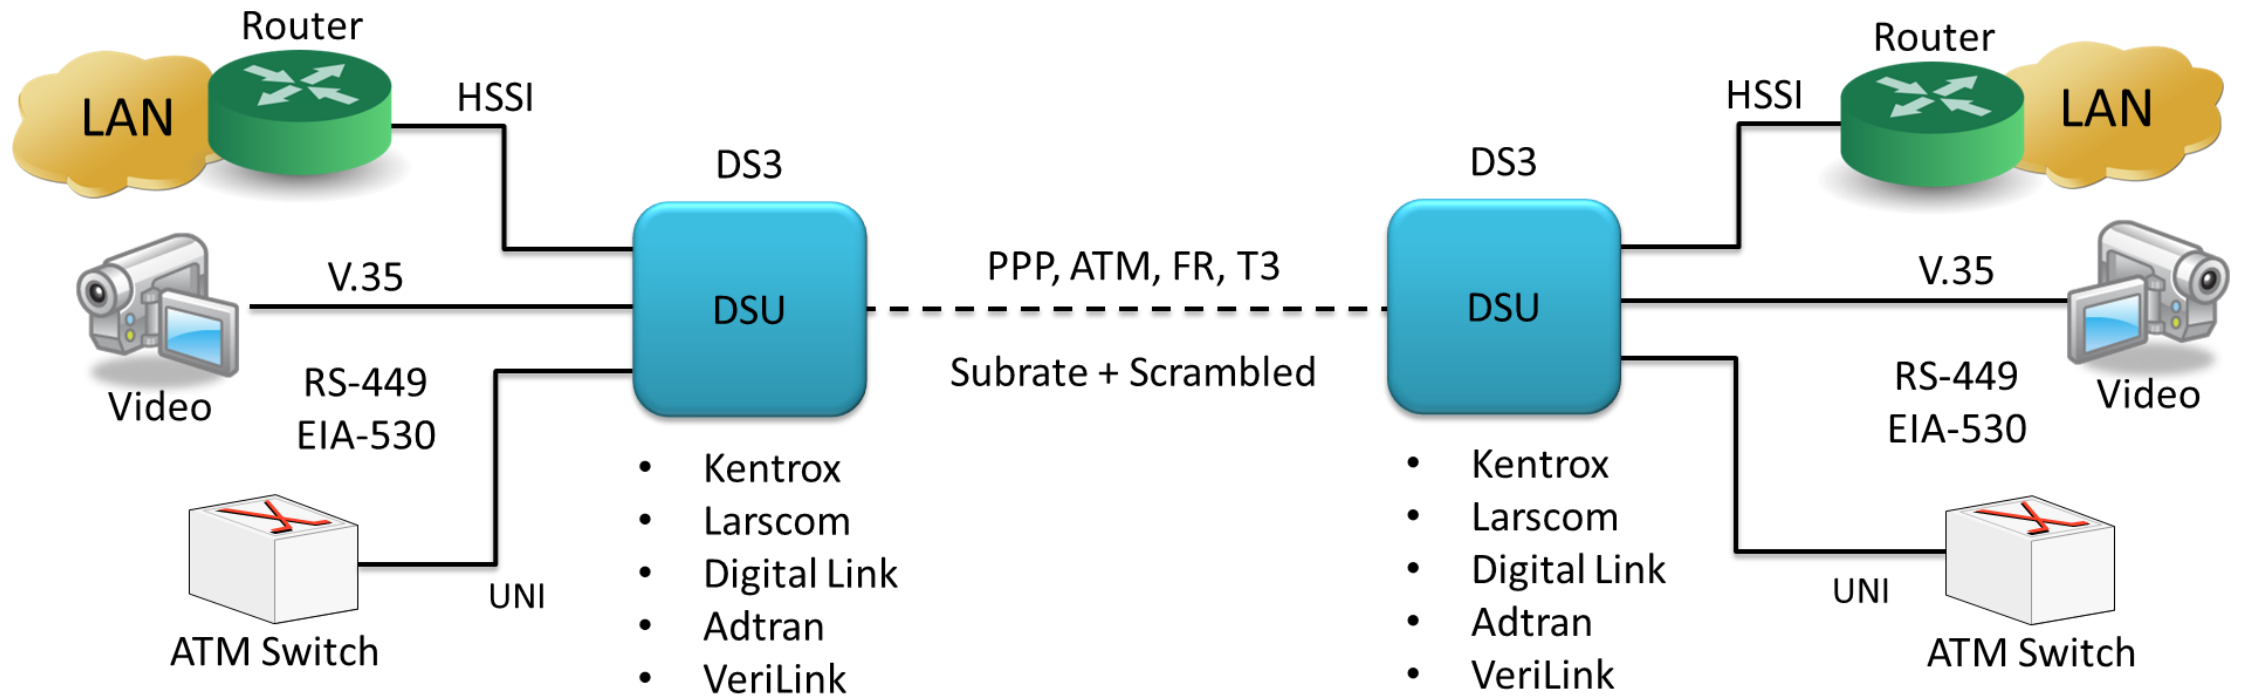 Router
LAN
HSSI
DS3
DSU
V.35
Video
RS-449
EIA-530
UNI
ATM Switch
• Kentrox
• Larscom
• Digital Link
• Adtran
• VeriLink
PPP, ATM, FR, T3
Subrate + Scrambled
DS3
DSU
• Kentrox
• Larscom
• Digital Link
• Adtran
• VeriLink
Router
HSSI
LAN
V.35
Video
RS-449
EIA-530
UNI
ATM Switch